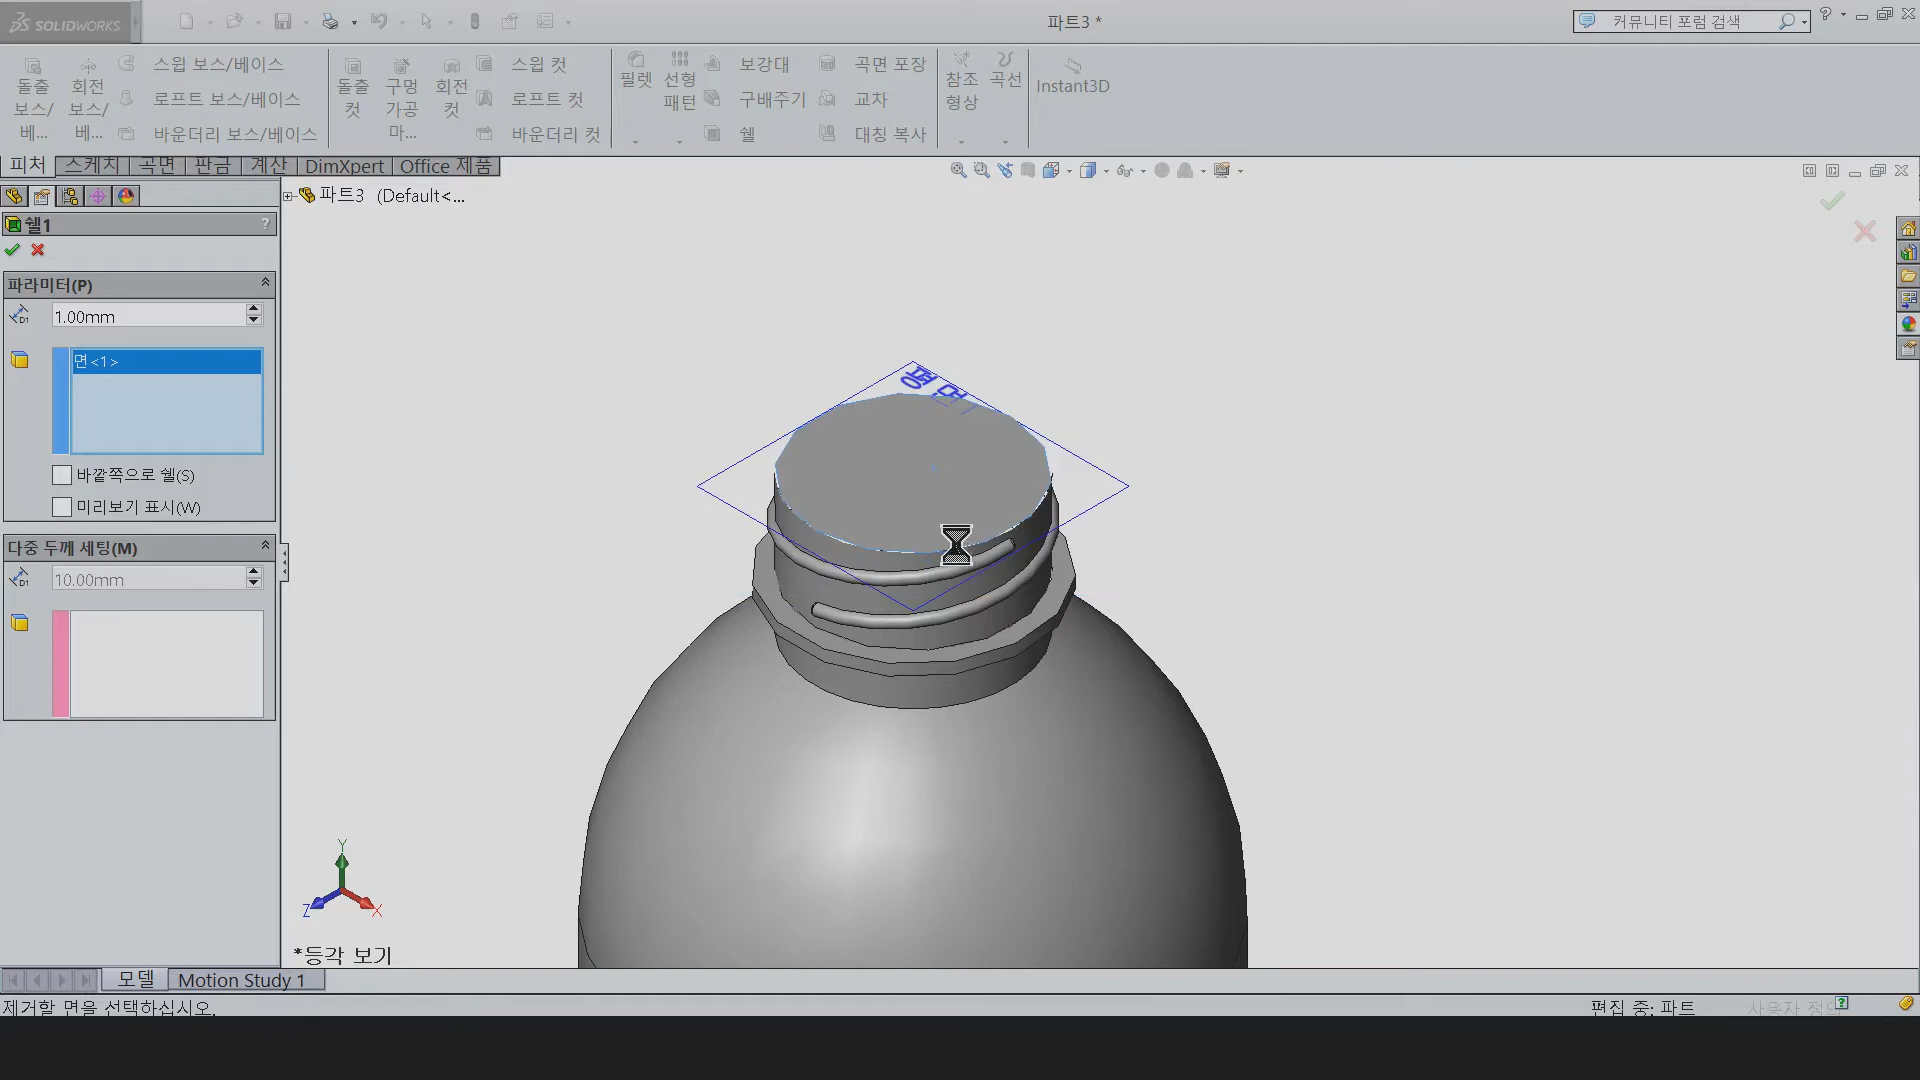 SOLIDWORKS
파트3 *
커뮤니티 포럼 검색
돌출 보스/베...
회전 보스/베...
스윕 보스/베이스
로프트 보스/베이스
바운더리 보스/베이스
돌출 컷
구멍 가공 마...
회전 컷
스윕 컷
로프트 컷
바운더리 컷
필렛
선형 패턴
보강대
구배주기
쉘
곡면 포장
교차
대칭 복사
참조 형상
곡선
Instant3D
피처 스케치 곡면 판금 계산 DimXpert Office 제품
파트3 (Default<...
쉘1
?
파라미터(P)
1.00mm
면<1>
바깥쪽으로 쉘(S)
미리보기 표시(W)
다중 두께 세팅(M)
10.00mm
평면1
Y
Z
X
*등각 보기
모델 Motion Study 1
제거할 면을 선택하십시오.
편집 중: 파트
사용자 정의